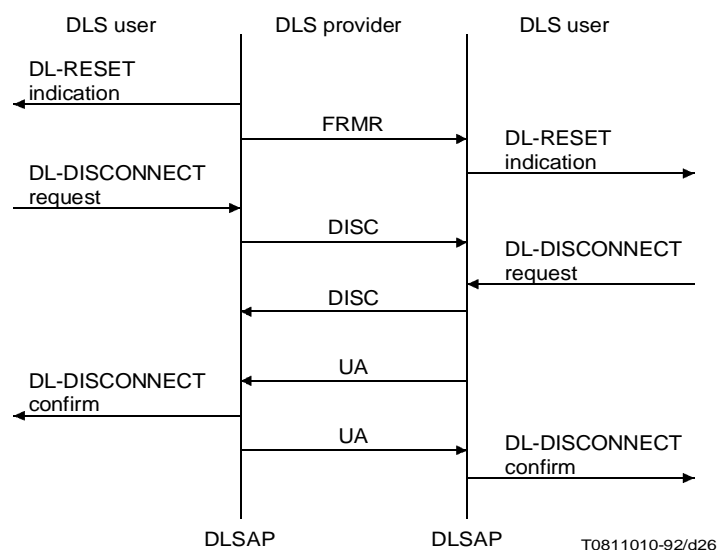 DLS user
DLS provider
DLS user
DL-RESET
indication
FRMR
DL-RESET
indication
DL-DISCONNECT
request
DISC
DL-DISCONNECT
request
DISC
UA
DL-DISCONNECT
confirm
UA
DL-DISCONNECT
confirm
DLSAP
DLSAP
T0811010-92/d26